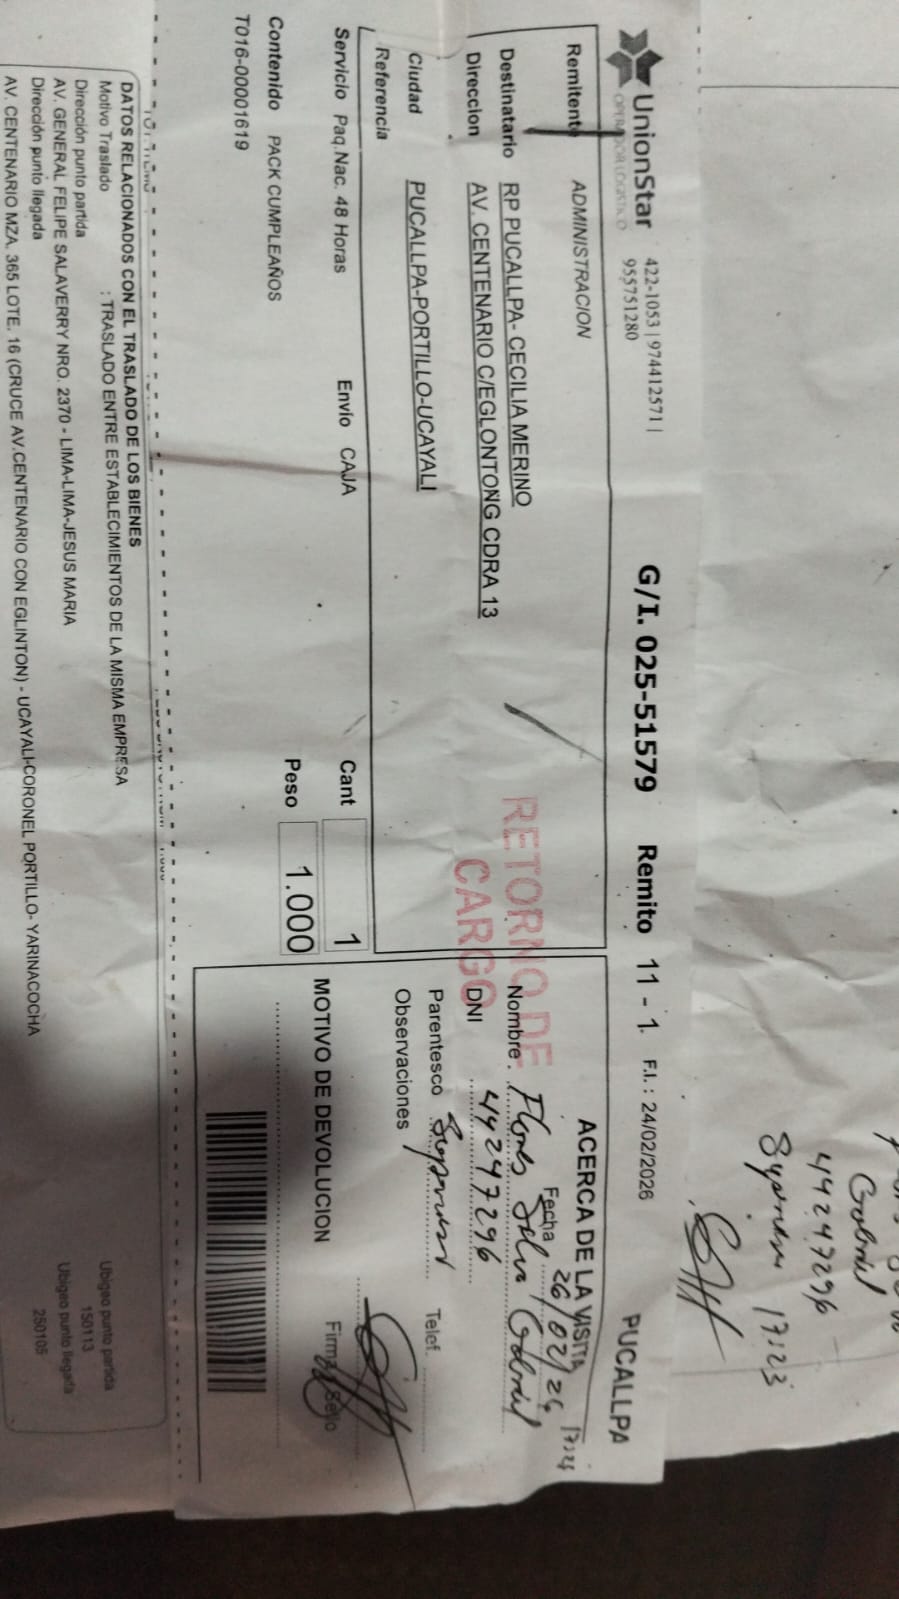 UnionStar
OPERADOR LOGISTICO
422-1053 | 974412571 |
955751280
G/I. 025-51579 Remito 11 - 1 F.I.: 24/02/2026 PUCALLPA
Remitente ADMINISTRACION
Destinatario RP PUCALLPA- CECILIA MERINO
Direccion AV. CENTENARIO C/EGLONTONG CDRA 13
Ciudad PUCALLPA-PORTILLO-UCAYALI
Referencia
RETORNO DE
CARGO
Servicio Paq.Nac. 48 Horas Envío CAJA Cant 1
Peso 1.000
Contenido PACK CUMPLEAÑOS
T016-00001619
ACERCA DE LA VISITA
Fecha 26/02/26 17:24
Nombre Flores Gabriel
DNI 44247296
Parentesco
Telef
Observaciones
Firma Sello
MOTIVO DE DEVOLUCION
Gabriel
44247296
17:23
DATOS RELACIONADOS CON EL TRASLADO DE LOS BIENES
Motivo Traslado : TRASLADO ENTRE ESTABLECIMIENTOS DE LA MISMA EMPRESA
Dirección punto partida
AV. GENERAL FELIPE SALAVERRY NRO. 2370 - LIMA-LIMA-JESUS MARIA
Dirección punto llegada
AV. CENTENARIO MZA. 365 LOTE. 16 (CRUCE AV.CENTENARIO CON EGLINTON) - UCAYALI-CORONEL PORTILLO- YARINACOCHA
Ubigeo punto partida
150113
Ubigeo punto llegada
250105